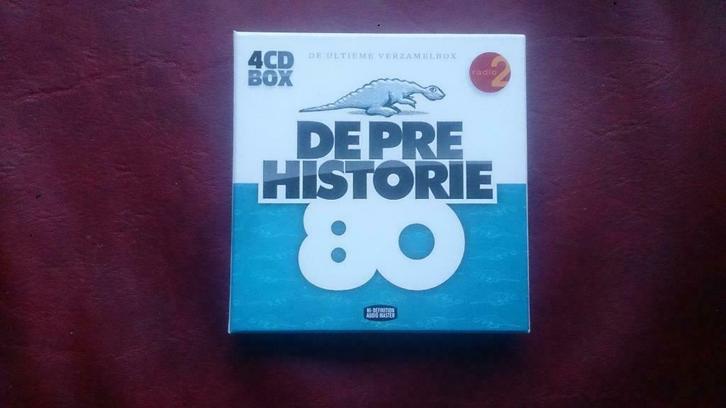 DE ULTIEME VERZAMELBOX
4CD
BOX
radio 2
DE PRE
HISTORIE
80
HI-DEFINITION
AUDIO MASTER